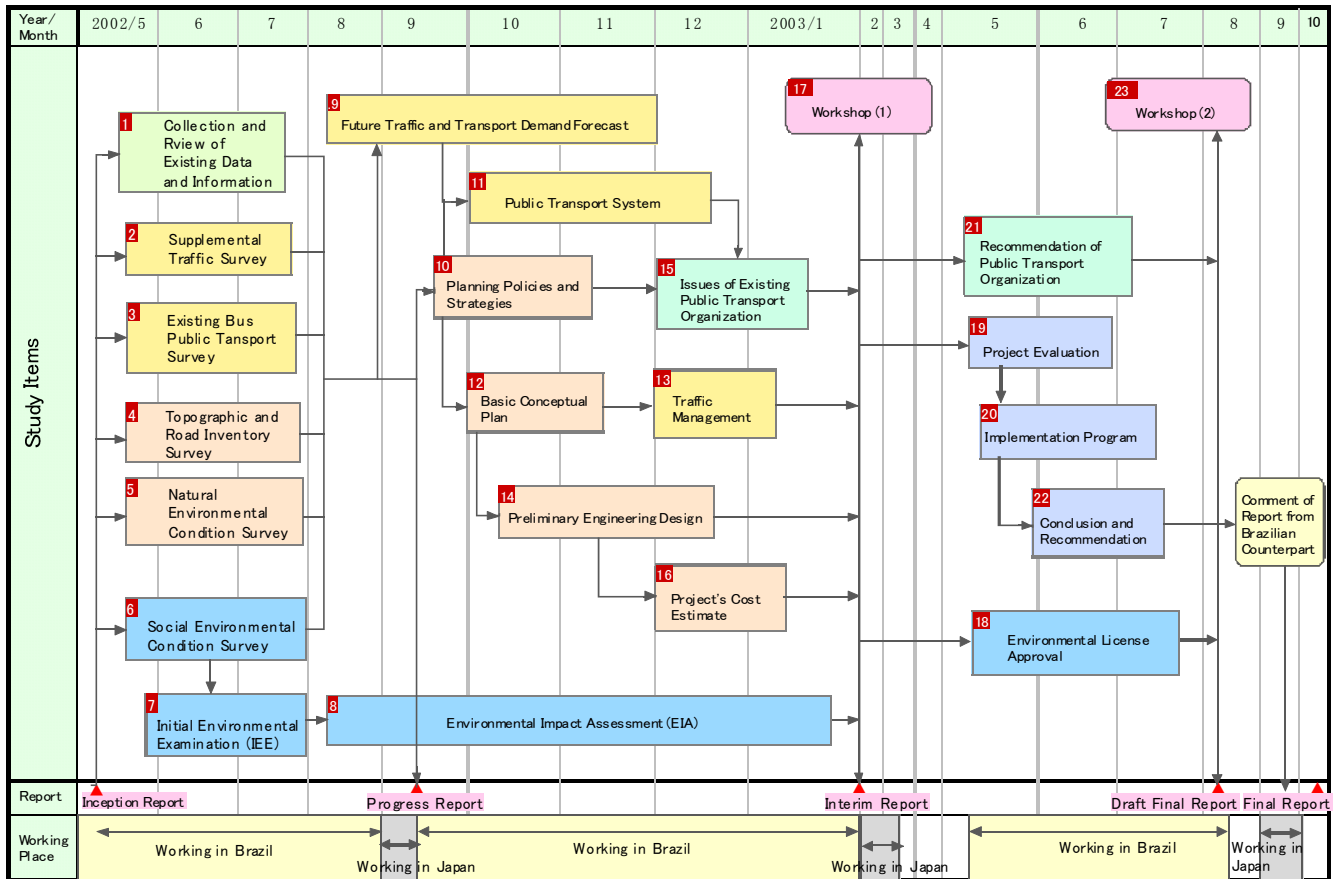 Year/
Month
2002/5
6
7
8
9
10
11
12
2003/1
2
3
4
5
6
7
8
9
10
Study Items
1
Collection and
Rview of
Existing Data
and Information
2
Supplemental
Traffic Survey
3
Existing Bus
Public Tansport
Survey
4
Topographic and
Road Inventory
Survey
5
Natural
Environmental
Condition Survey
6
Social Environmental
Condition Survey
7
Initial Environmental
Examination (IEE)
8
Environmental Impact Assessment (EIA)
.9
Future Traffic and Transport Demand Forecast
11
Public Transport System
10
Planning Policies and
Strategies
15
Issues of Existing
Public Transport
Organization
12
Basic Conceptual
Plan
13
Traffic
Management
14
Preliminary Engineering Design
16
Project's Cost
Estimate
17
Workshop (1)
23
Workshop (2)
21
Recommendation of
Public Transport
Organization
19
Project Evaluation
20
Implementation Program
22
Conclusion and
Recommendation
Comment of
Report from
Brazilian
Counterpart
18
Environmental License
Approval
Report
Inception Report
Progress Report
Interim Report
Draft Final Report
Final Report
Working
Place
Working in Brazil
Working in Japan
Working in Brazil
Working in Japan
Working in Brazil
Working in
Japan